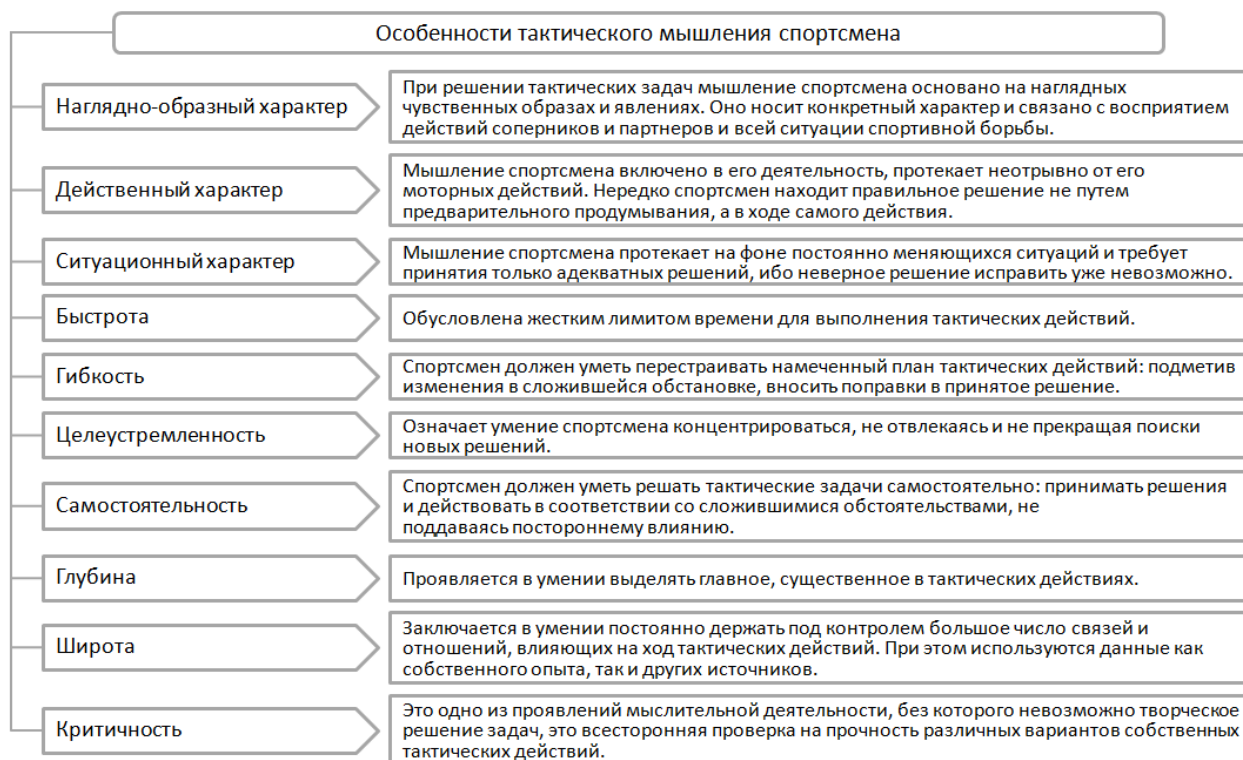 Особенности тактического мышления спортсмена
Наглядно-образный характер
При решении тактических задач мышление спортсмена основано на наглядных
чувственных образах и явлениях. Оно носит конкретный характер и связано с восприятием
действий соперников и партнеров и всей ситуации спортивной борьбы.
Действенный характер
Мышление спортсмена включено в его деятельность, протекает неотрывно от его
моторных действий. Нередко спортсмен находит правильное решение не путем
предварительного продумывания, а в ходе самого действия.
Ситуационный характер
Мышление спортсмена протекает на фоне постоянно меняющихся ситуаций и требует
принятия только адекватных решений, ибо неверное решение исправить уже невозможно.
Быстрота
Обусловлена жестким лимитом времени для выполнения тактических действий.
Гибкость
Спортсмен должен уметь перестраивать намеченный план тактических действий: подметив
изменения в сложившейся обстановке, вносить поправки в принятое решение.
Целеустремленность
Означает умение спортсмена концентрироваться, не отвлекаясь и не прекращая поиски
новых решений.
Самостоятельность
Спортсмен должен уметь решать тактические задачи самостоятельно: принимать решения
и действовать в соответствии со сложившимися обстоятельствами, не
поддаваясь постороннему влиянию.
Глубина
Проявляется в умении выделять главное, существенное в тактических действиях.
Широта
Заключается в умении постоянно держать под контролем большое число связей и
отношений, влияющих на ход тактических действий. При этом используются данные как
собственного опыта, так и других источников.
Критичность
Это одно из проявлений мыслительной деятельности, без которого невозможно творческое
решение задач, это всесторонняя проверка на прочность различных вариантов собственных
тактических действий.